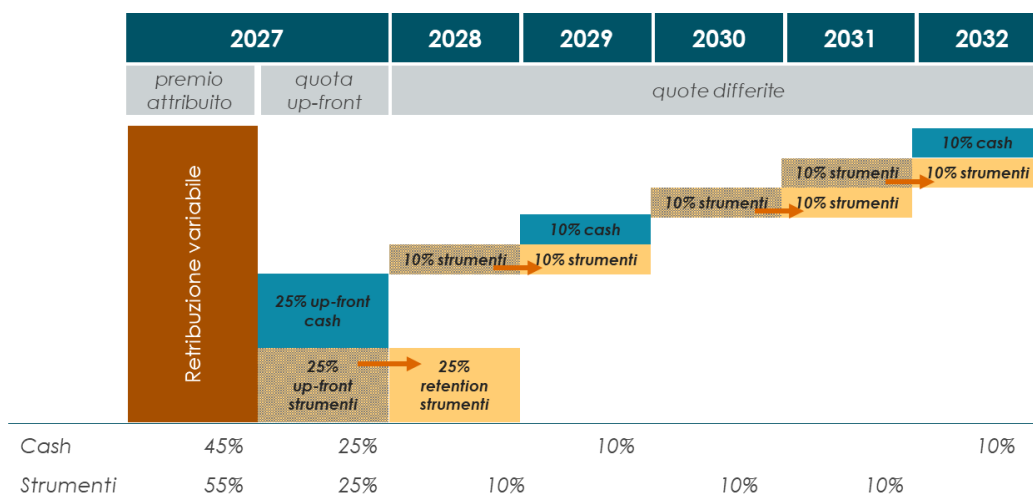 2027 2028 2029 2030 2031 2032
premio attribuito
quota up-front
quote differite
Retribuzione variabile
10% cash
10% strumenti
10% strumenti
10% strumenti
10% strumenti
10% cash
10% strumenti
10% strumenti
25% up-front
cash
25%
up-front
strumenti
25%
retention
strumenti
Cash 45% 25% 10% 10%
Strumenti 55% 25% 10% 10% 10%